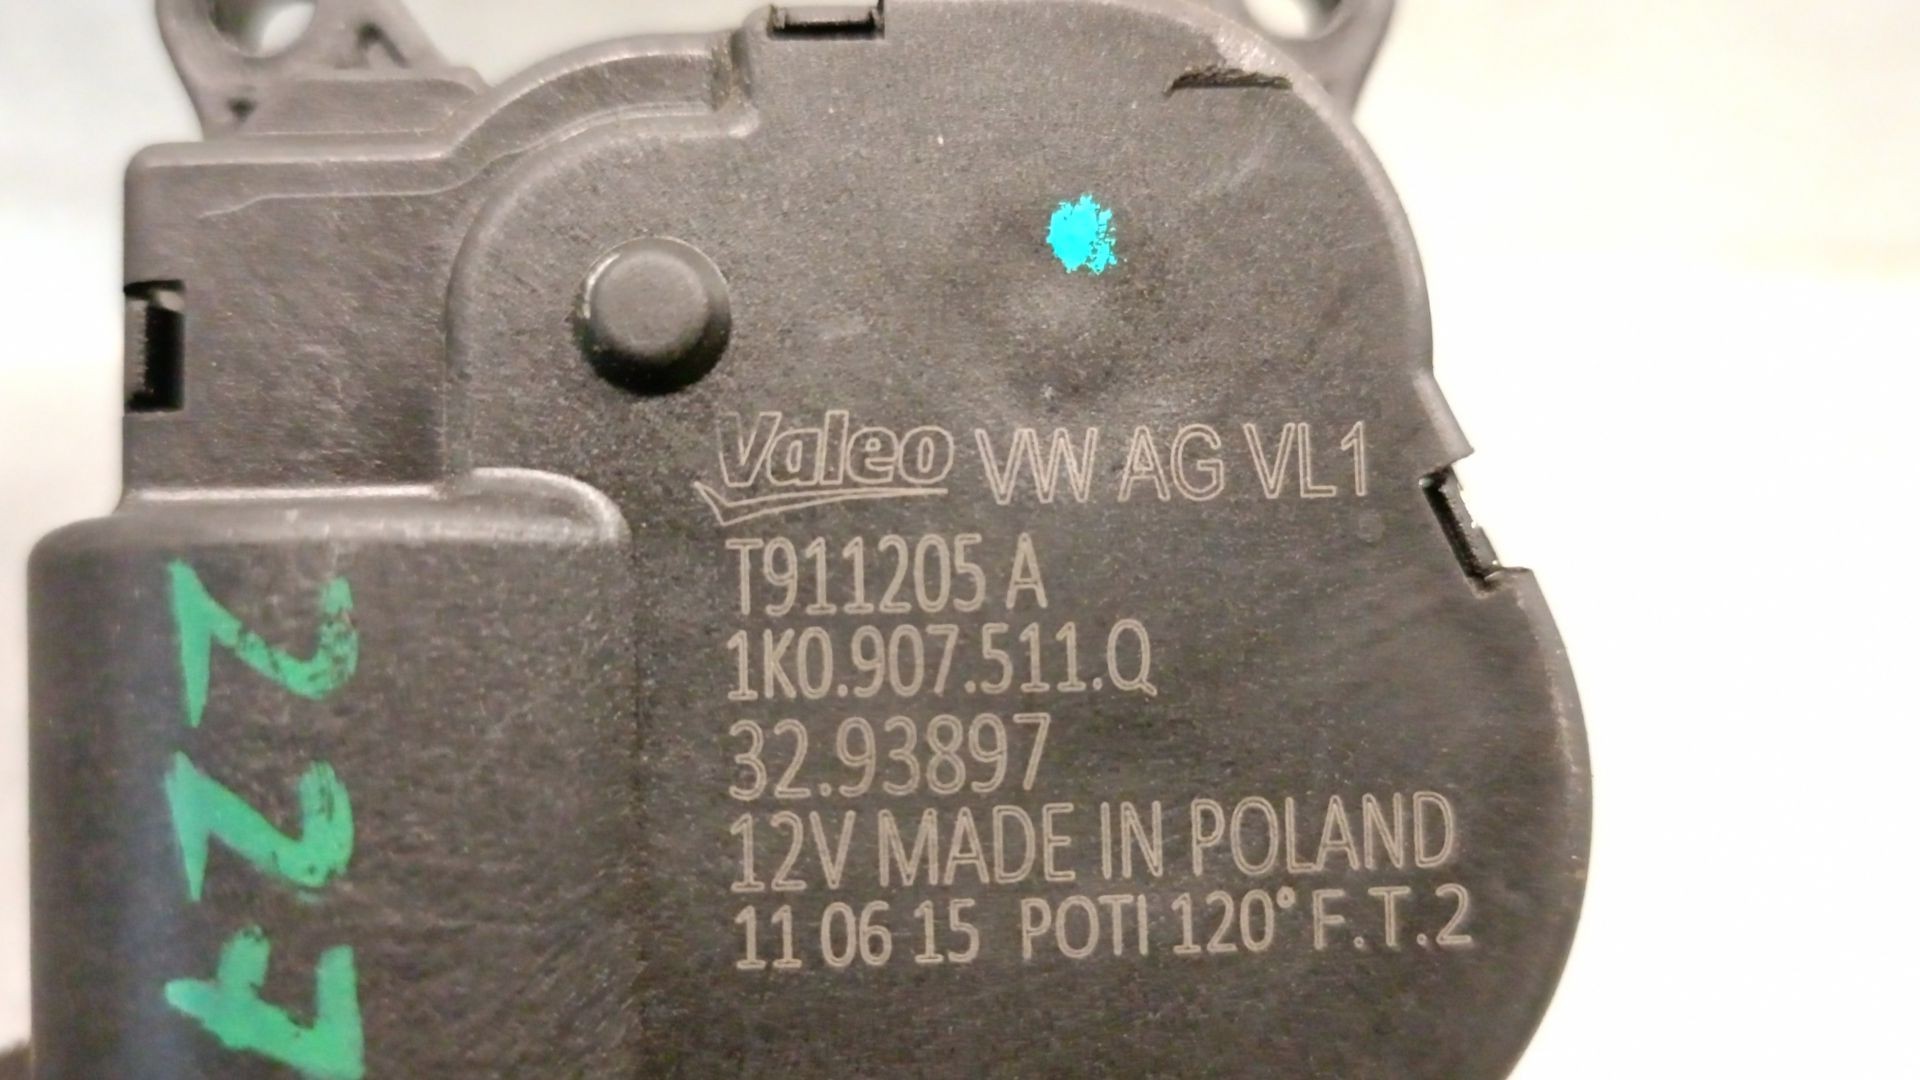 Valeo VW AG VL1
T911205 A
1K0.907.511.Q
32.93897
12V MADE IN POLAND
11 06 15 POTI 120° F.T.2